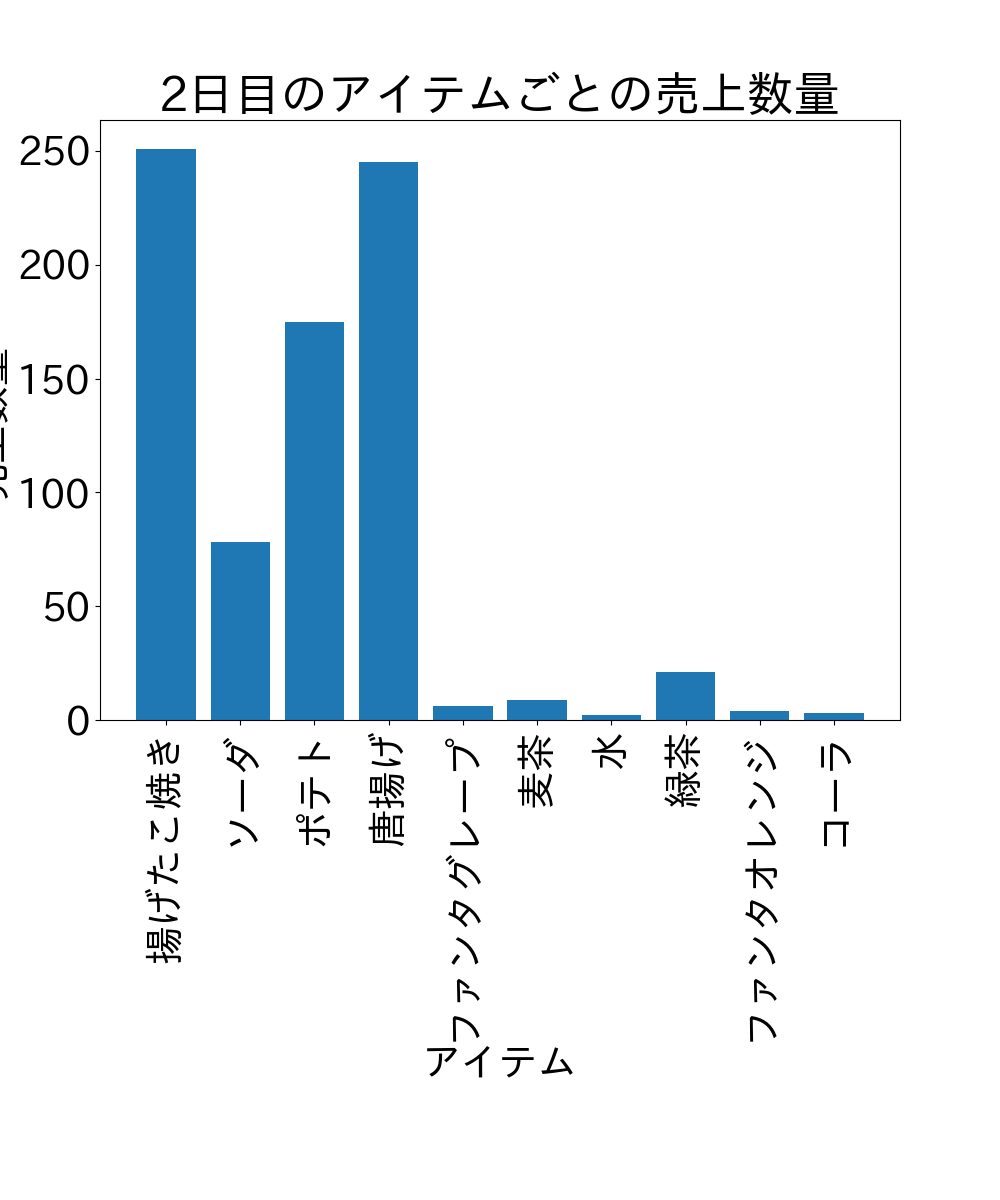 2日目のアイテムごとの売上数量
250
200
150
100
50
0
揚げたこ焼き
ソーダ
ポテト
唐揚げ
ファンタグレープ
麦茶
水
緑茶
ファンタオレンジ
コーラ
アイテム